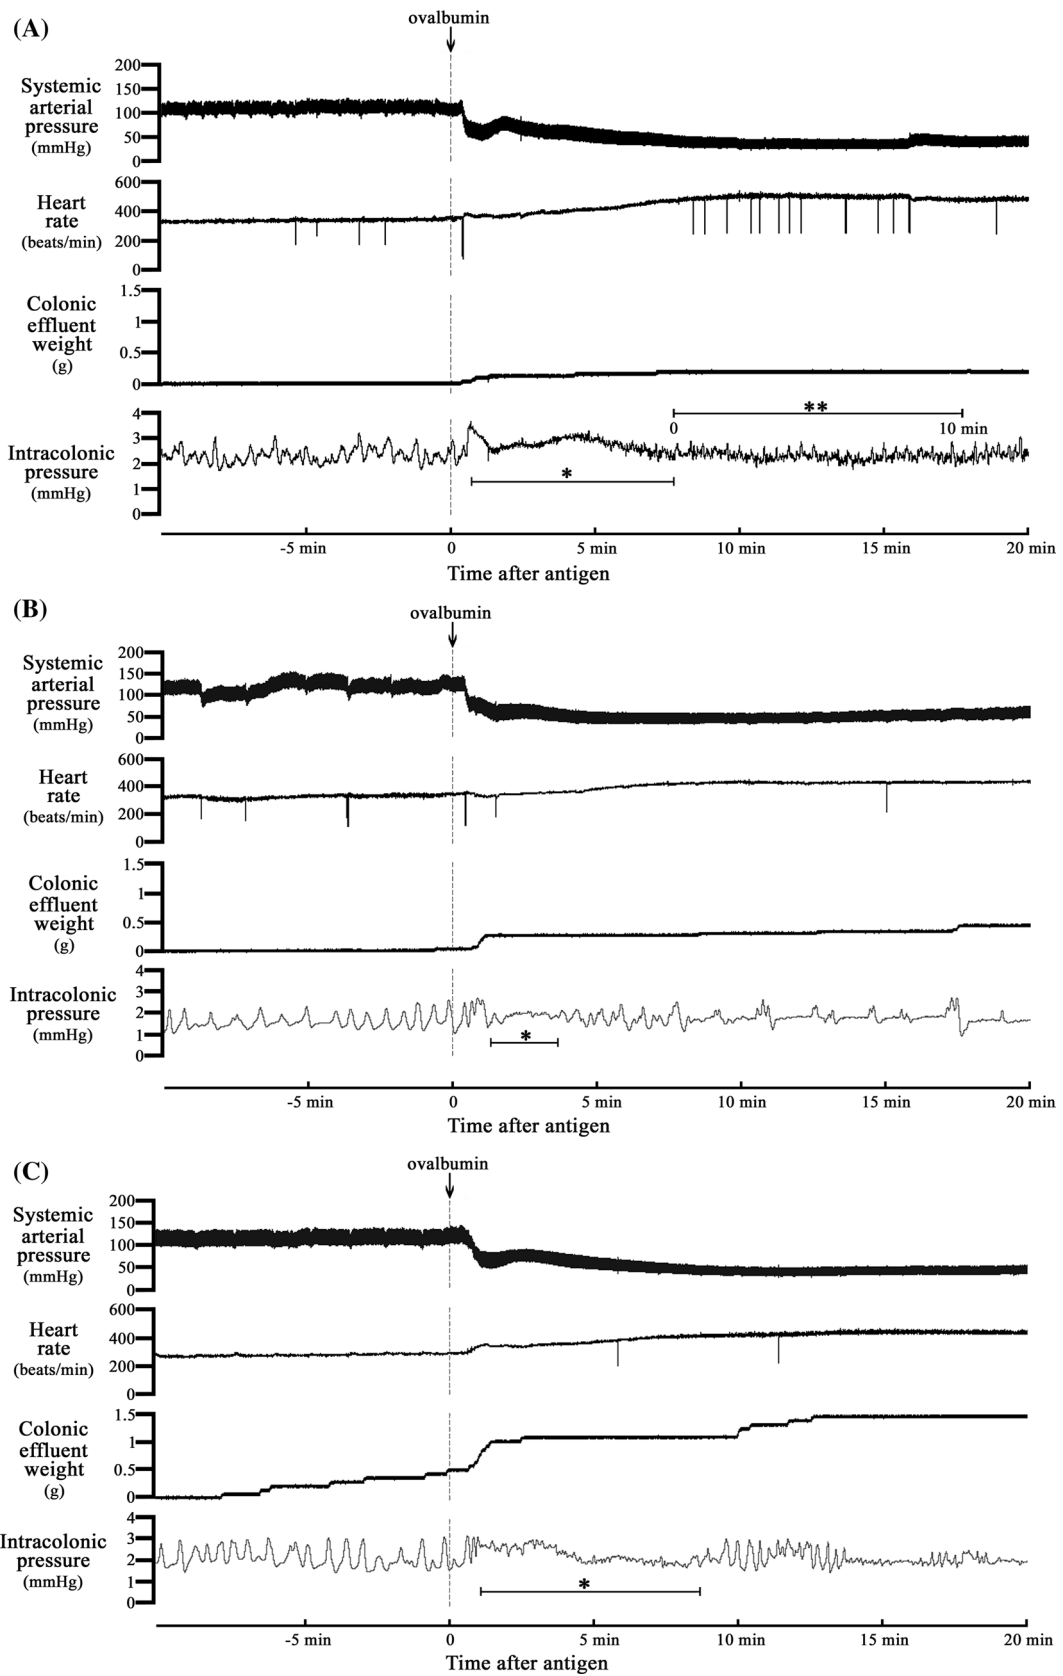 (A)
ovalbumin
Systemic
arterial
pressure
(mmHg)
200
150
100
50
0
Heart
rate
(beats/min)
600
400
200
0
Colonic
effluent
weight
(g)
1.5
1
0.5
0
Intracolonic
pressure
(mmHg)
4
3
2
1
0
**
0 10 min
*
-5 min 0 5 min 10 min 15 min 20 min
Time after antigen
(B)
ovalbumin
Systemic
arterial
pressure
(mmHg)
200
150
100
50
0
Heart
rate
(beats/min)
600
400
200
0
Colonic
effluent
weight
(g)
1.5
1
0.5
0
Intracolonic
pressure
(mmHg)
4
3
2
1
0
*
-5 min 0 5 min 10 min 15 min 20 min
Time after antigen
(C)
ovalbumin
Systemic
arterial
pressure
(mmHg)
200
150
100
50
0
Heart
rate
(beats/min)
600
400
200
0
Colonic
effluent
weight
(g)
1.5
1
0.5
0
Intracolonic
pressure
(mmHg)
4
3
2
1
0
*
-5 min 0 5 min 10 min 15 min 20 min
Time after antigen